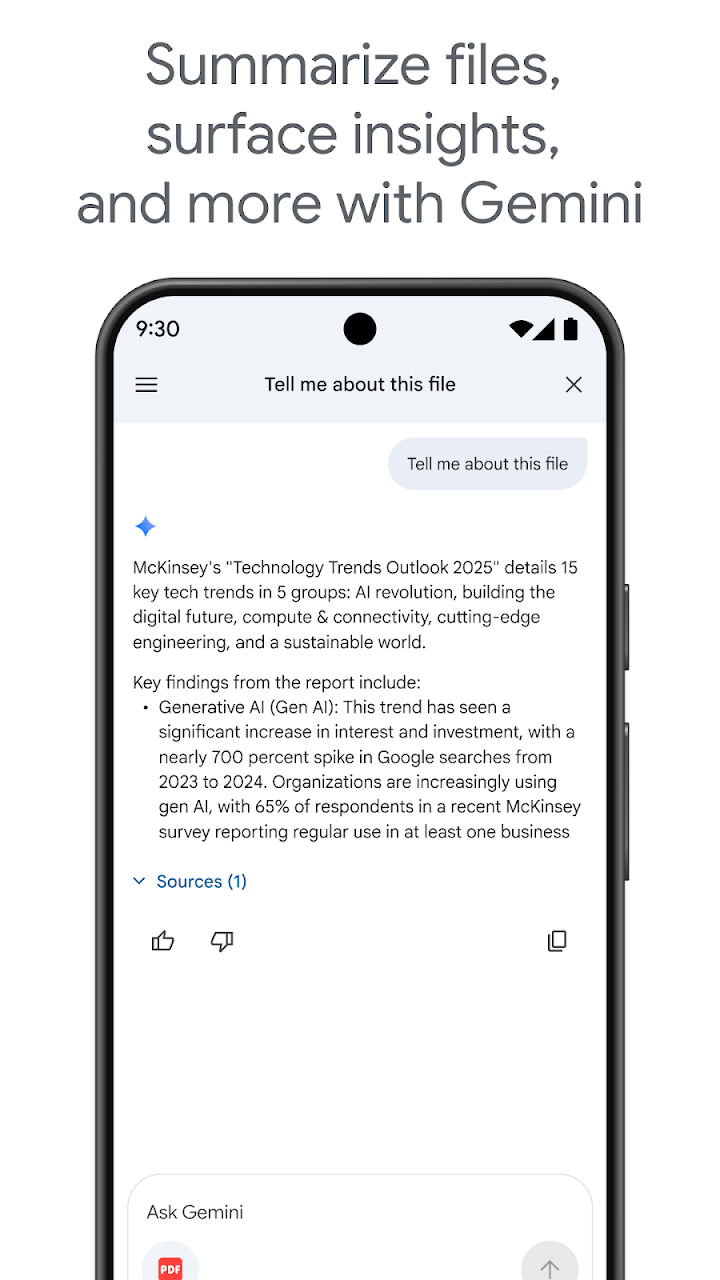 Summarize files,
surface insights,
and more with Gemini
9:30
Tell me about this file
Tell me about this file
McKinsey's "Technology Trends Outlook 2025" details 15
key tech trends in 5 groups: AI revolution, building the
digital future, compute & connectivity, cutting-edge
engineering, and a sustainable world.
Key findings from the report include:
• Generative AI (Gen AI): This trend has seen a
significant increase in interest and investment, with a
nearly 700 percent spike in Google searches from
2023 to 2024. Organizations are increasingly using
gen AI, with 65% of respondents in a recent McKinsey
survey reporting regular use in at least one business
Sources (1)
Ask Gemini
PDF